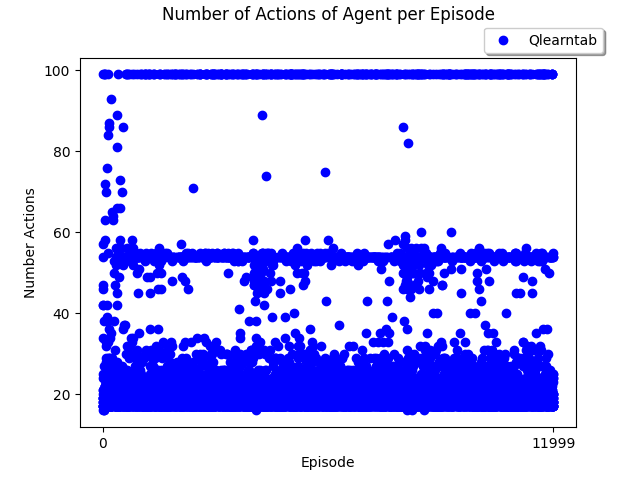 Number of Actions of Agent per Episode
Qlearntab
100
80
60
40
20
Number Actions
0
11999
Episode